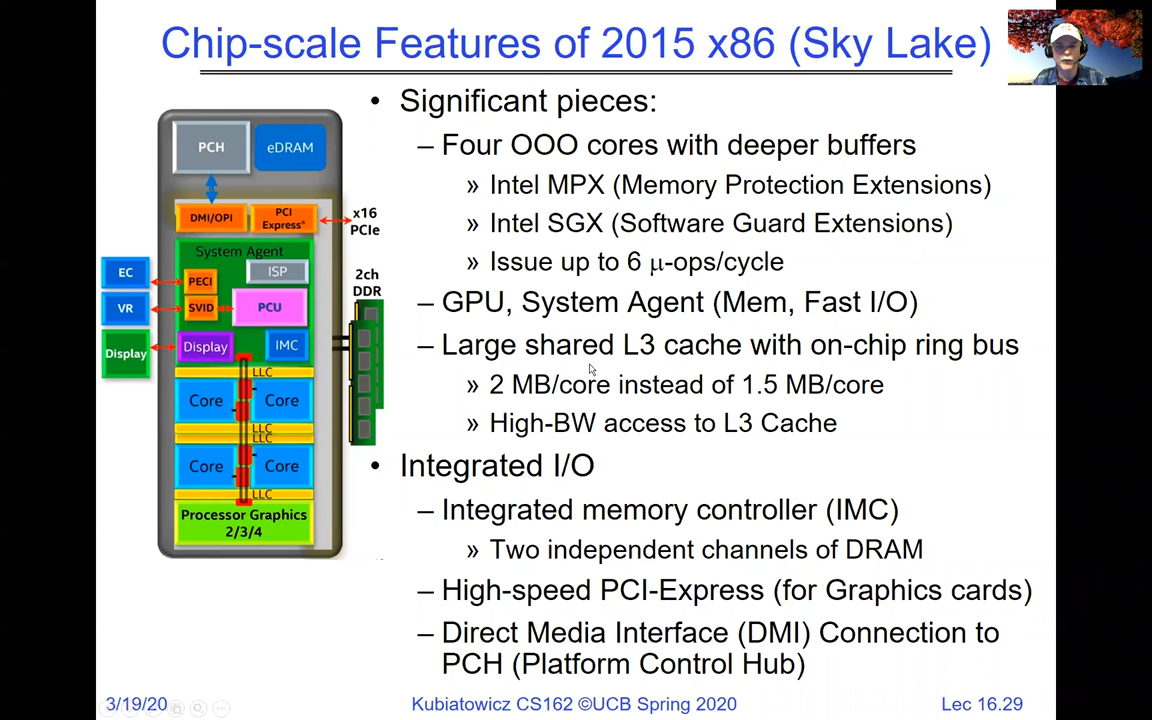 Chip-scale Features of 2015 x86 (Sky Lake)
• Significant pieces:
– Four OOO cores with deeper buffers
» Intel MPX (Memory Protection Extensions)
» Intel SGX (Software Guard Extensions)
» Issue up to 6 μ-ops/cycle
– GPU, System Agent (Mem, Fast I/O)
– Large shared L3 cache with on-chip ring bus
» 2 MB/core instead of 1.5 MB/core
» High-BW access to L3 Cache
• Integrated I/O
– Integrated memory controller (IMC)
» Two independent channels of DRAM
– High-speed PCI-Express (for Graphics cards)
– Direct Media Interface (DMI) Connection to
PCH (Platform Control Hub)
PCH
eDRAM
DMI/OPI
PCI
Express®
x16
PCIe
System Agent
EC
PECI
ISP
2ch
DDR
VR
SVID
PCU
Display
Display
IMC
LLC
Core
Core
LLC
LLC
Core
Core
LLC
Processor Graphics
2/3/4
3/19/20
Kubiatowicz CS162 ©UCB Spring 2020
Lec 16.29